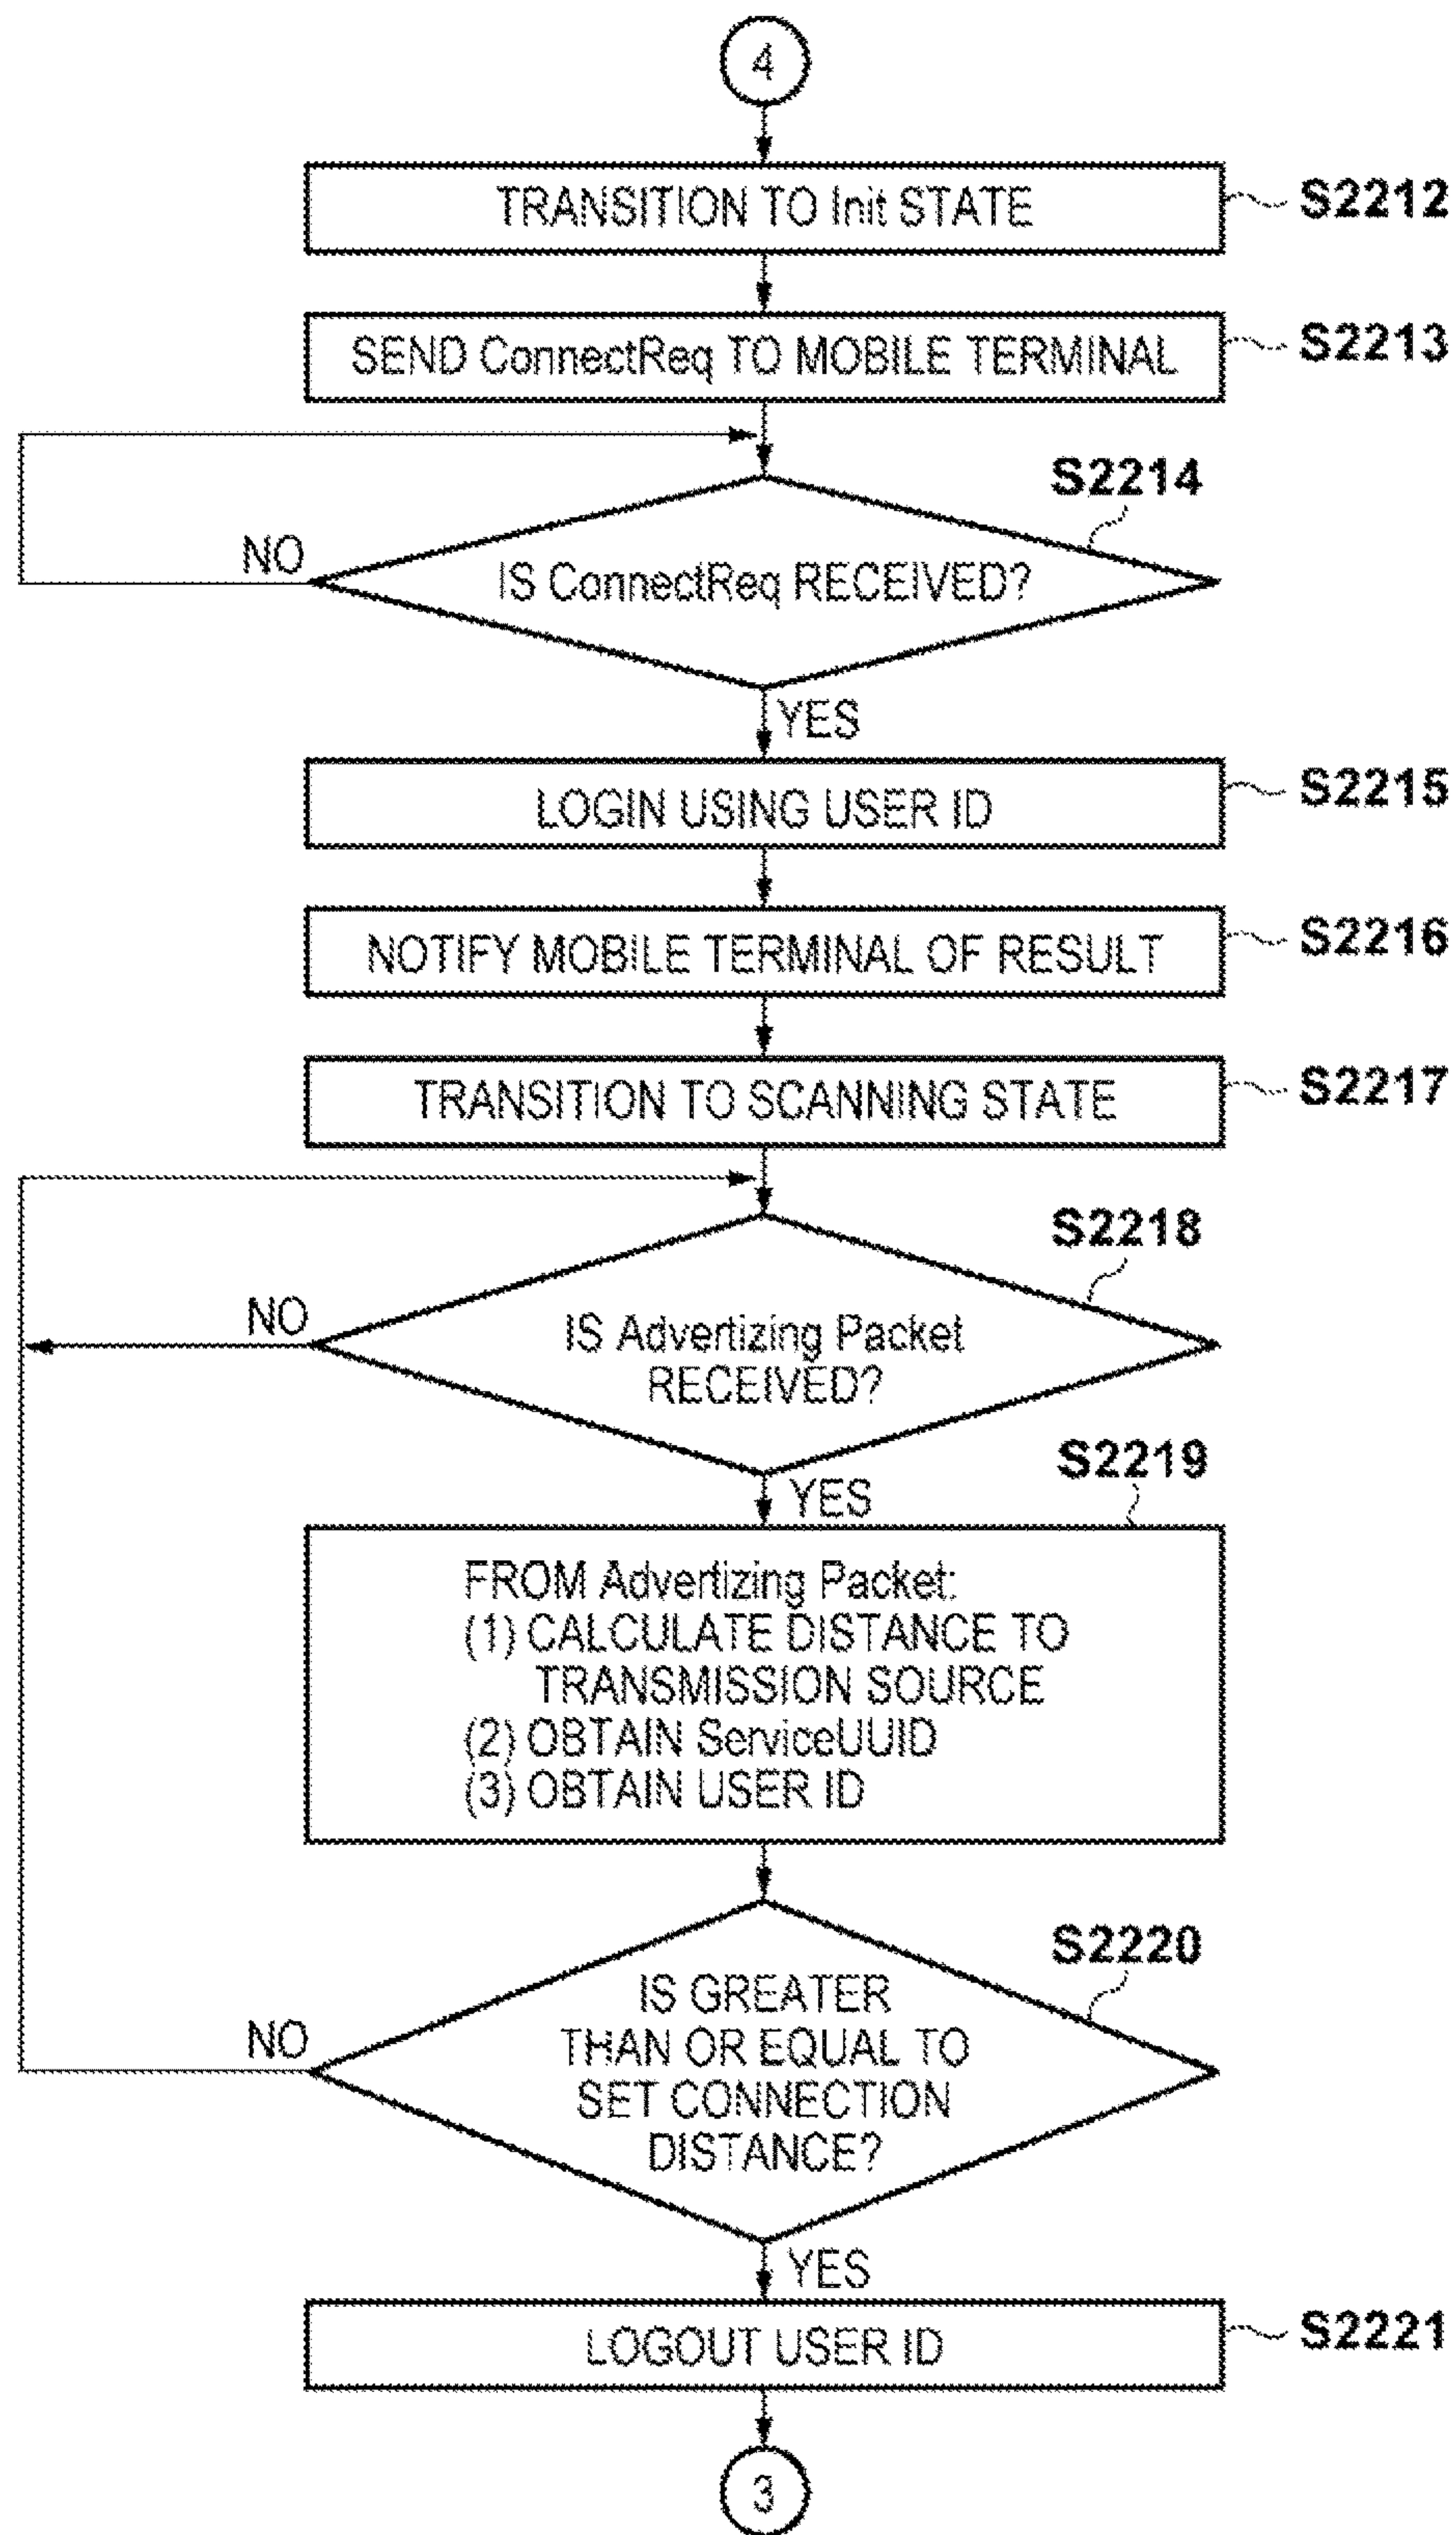 4
TRANSITION TO Init STATE
S2212
SEND ConnectReq TO MOBILE TERMINAL
S2213
S2214
NO
IS ConnectReq RECEIVED?
YES
LOGIN USING USER ID
S2215
NOTIFY MOBILE TERMINAL OF RESULT
S2216
TRANSITION TO SCANNING STATE
S2217
S2218
NO
IS Advertizing Packet
RECEIVED?
S2219
YES
FROM Advertizing Packet:
(1) CALCULATE DISTANCE TO
TRANSMISSION SOURCE
(2) OBTAIN ServiceUUID
(3) OBTAIN USER ID
S2220
IS GREATER
NO
THAN OR EQUAL TO
SET CONNECTION
DISTANCE?
YES
LOGOUT USER ID
S2221
3